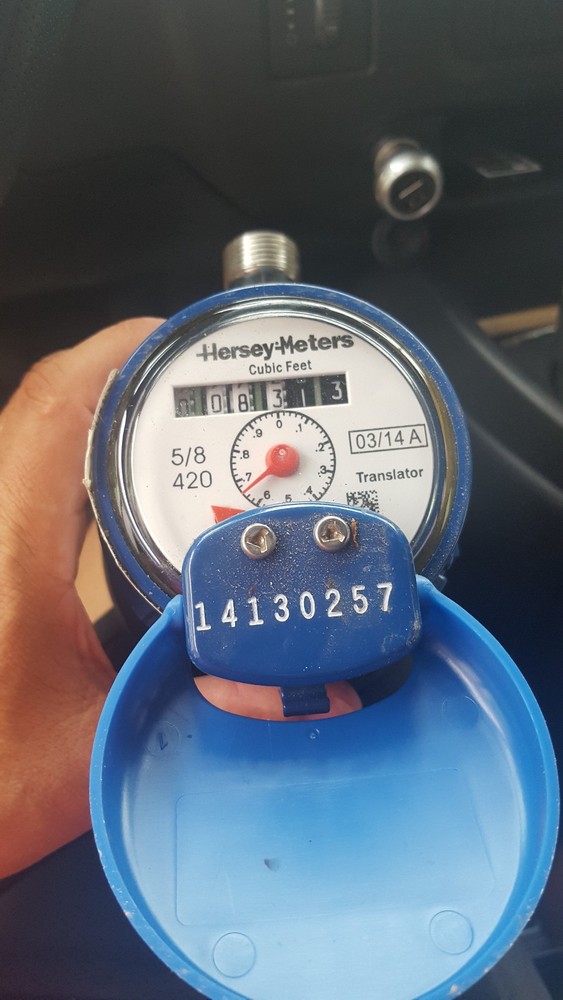 Hersey-Meters
Cubic Feet
0 0 8 3 1 3
.9 0 .1
.8 .2
.7 .3
.6 .5 .4
5/8
420
03/14 A
Translator
14130257